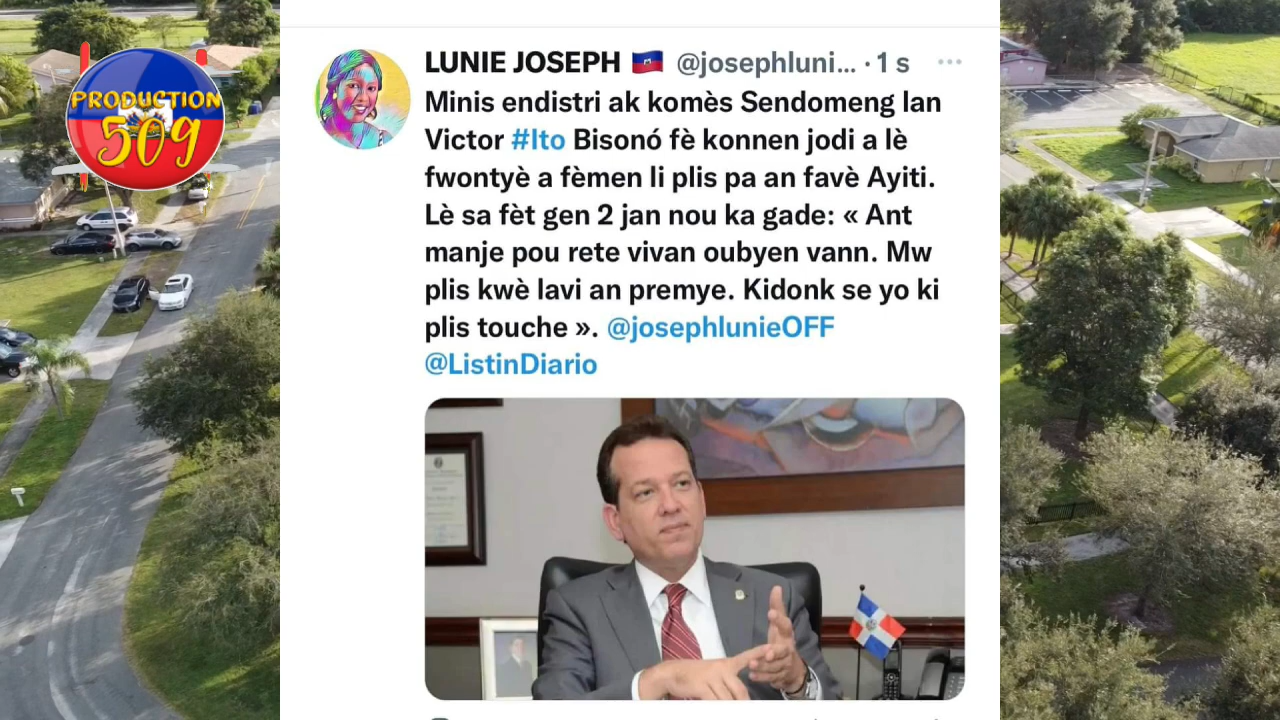 PRODUCTION
509
LUNIE JOSEPH @josephluni... · 1 s
Minis endistri ak komès Sendomeng lan
Victor #Ito Bisonó fè konnen jodi a lè
fwontyè a fèmen li plis pa an favè Ayiti.
Lè sa fèt gen 2 jan nou ka gade: « Ant
manje pou rete vivan oubyen vann. Mw
plis kwè lavi an premye. Kidonk se yo ki
plis touche ». @josephlunieOFF
@ListinDiario